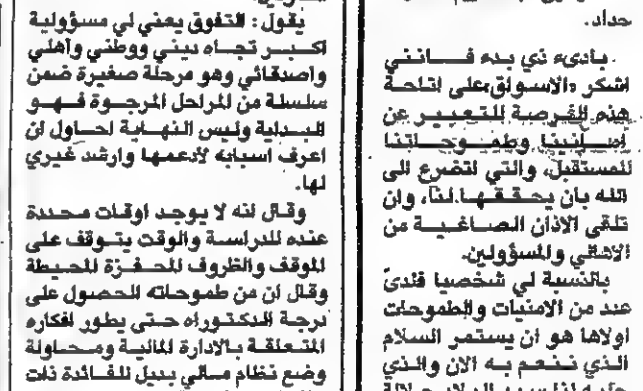 حداد.
بادىء ذي بدء فانني
اشكر «الاسواق» على اتاحة
هذه الفرصة للتعبير عن
امانينا وطموحاتنا
للمستقبل، والتي نتضرع الى
الله بأن يحققها لنا، وان
تلقى الاذان الصاغية من
الاهالي والمسؤولين.
بالنسبة لي شخصيا فلدىّ
عدد من الامنيات والطموحات
اولاها هو ان يستمر السلام
الذي ننعم به الان والذي
يقول: التفوق يعني لي مسؤولية
اكبر تجاه ديني ووطني واهلي
واصدقائي وهو مرحلة صغيرة ضمن
سلسلة من المراحل المرجوة فهو
البداية وليس النهاية احاول ان
اعرف اسبابه لأدعمها وارشد غيري
لها.
وقال انه لا يوجد اوقات محددة
عنده للدراسة والوقت يتوقف على
الموقف والظروف المحفزة المحيطة
وقال ان من طموحاته الحصول على
درجة الدكتوراه حتى يطور افكاره
المتعلقة بالادارة المالية ومحاولة
وضع نظام مالي بديل للفائدة ذات